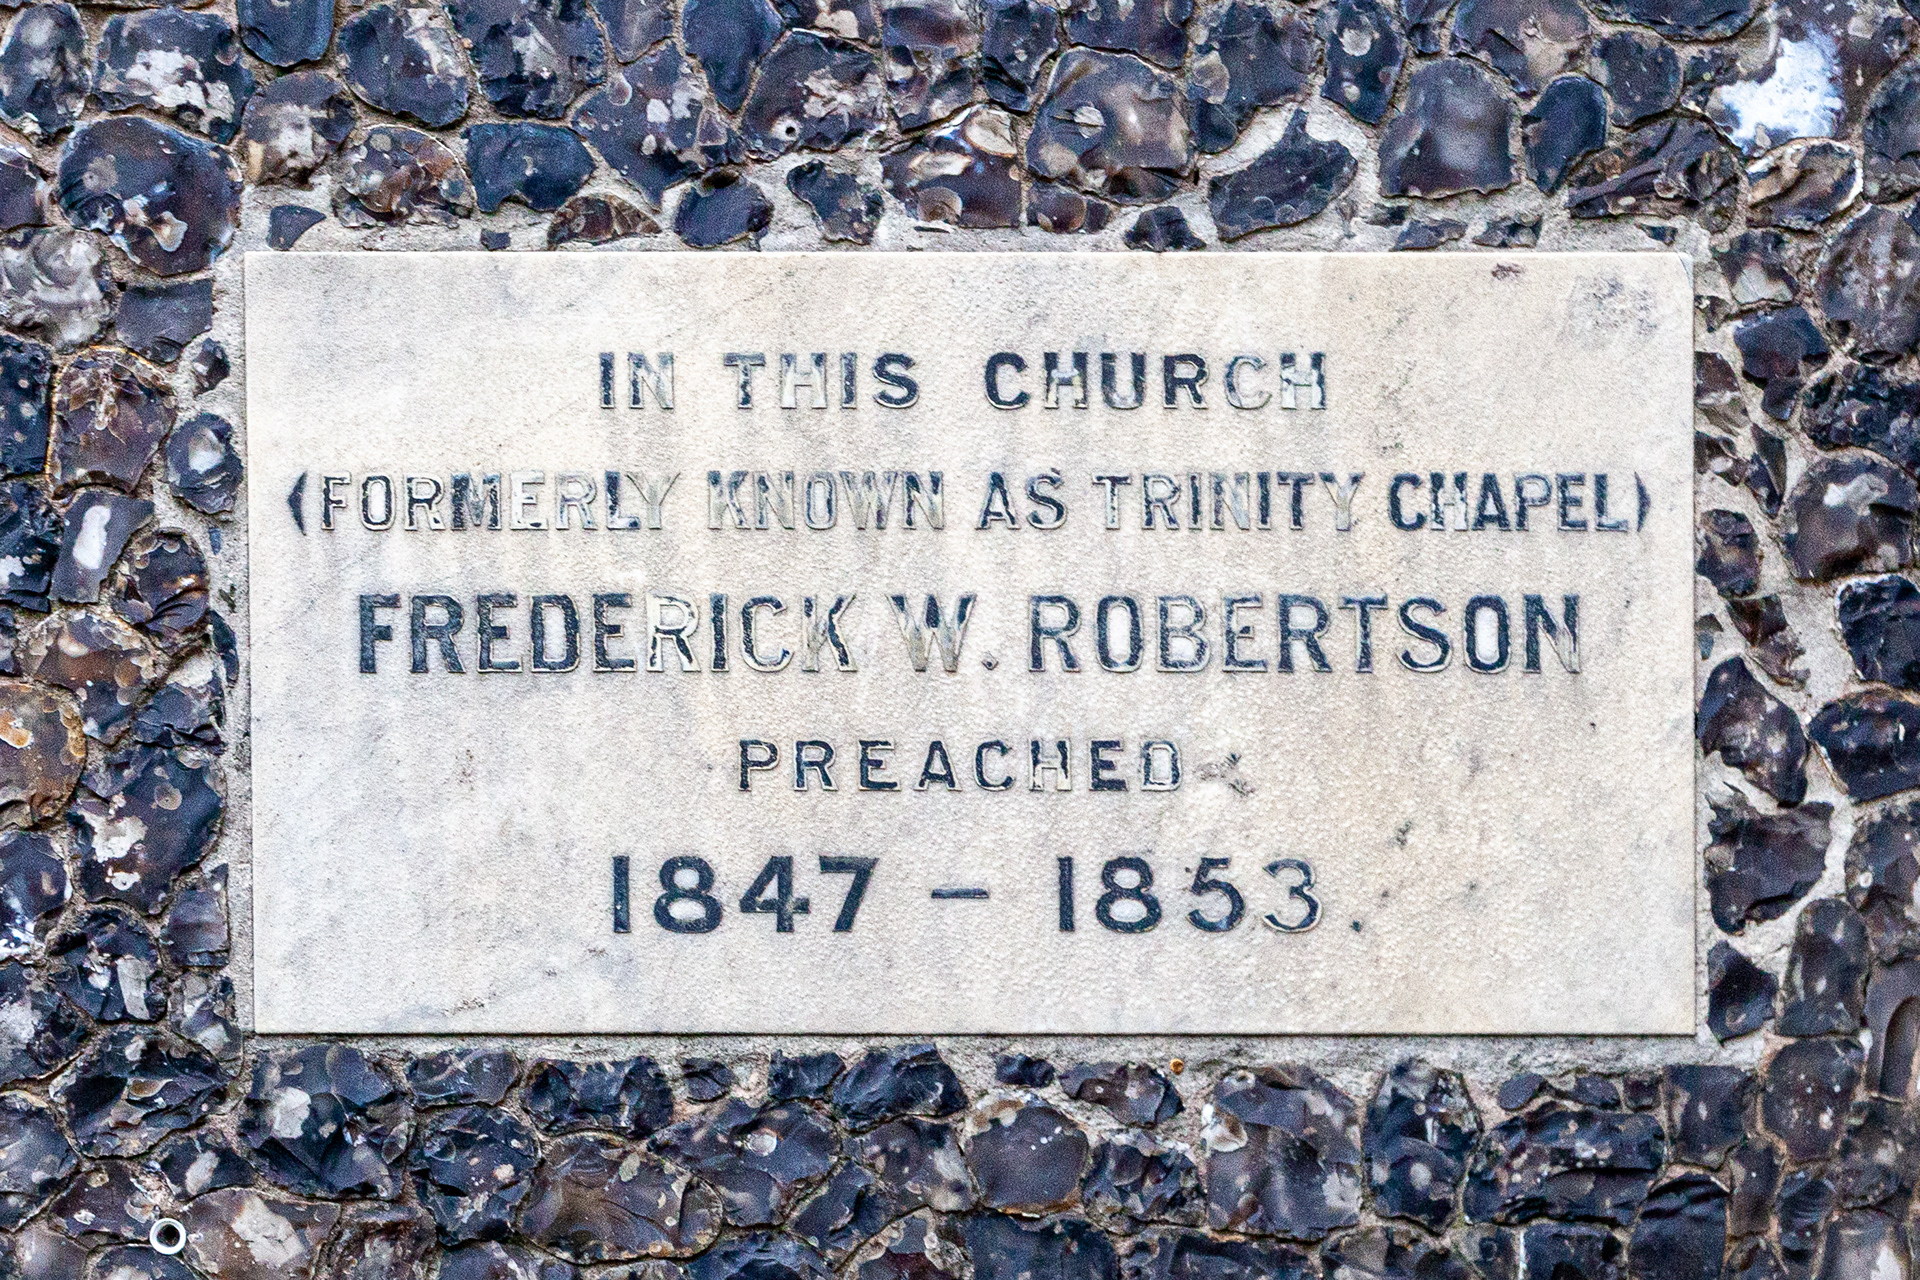 IN THIS CHURCH
(FORMERLY KNOWN AS TRINITY CHAPEL)
FREDERICK W. ROBERTSON
PREACHED
1847 – 1853.